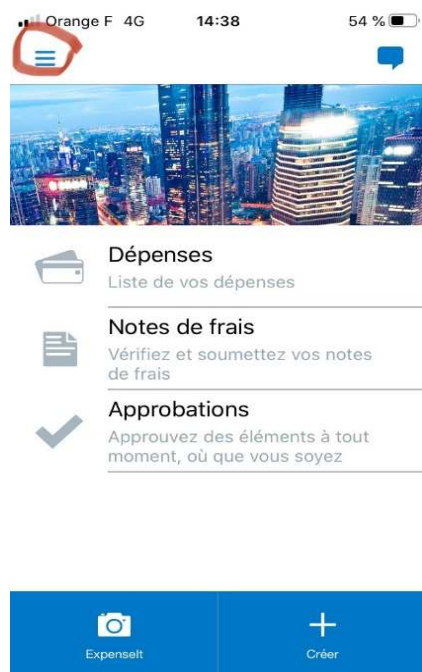 Orange F 4G 14:38 54 %
Dépenses
Liste de vos dépenses
Notes de frais
Vérifiez et soumettez vos notes
de frais
Approbations
Approuvez des éléments à tout
moment, où que vous soyez
ExpenseIt Créer